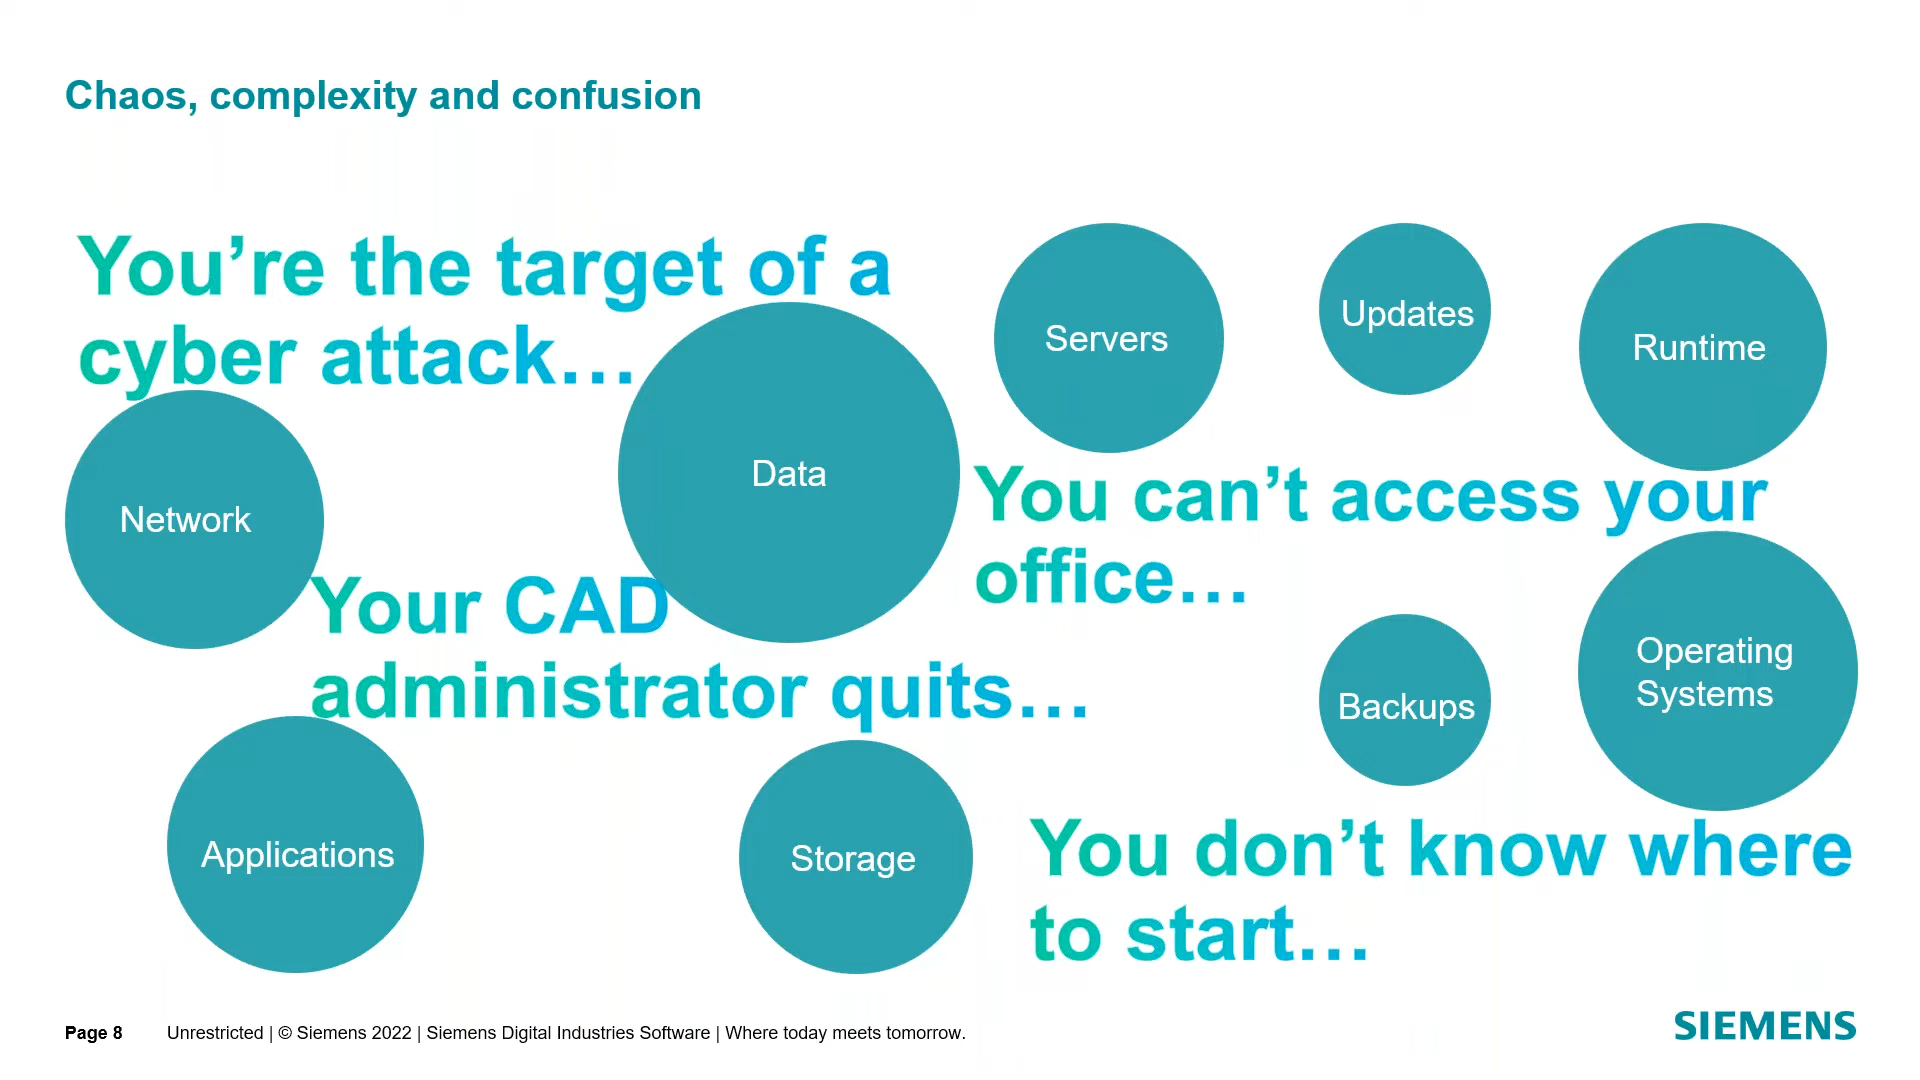 Chaos, complexity and confusion
You’re the target of a
cyber attack…
Servers
Updates
Runtime
Network
Data
You can’t access your
office…
Your CAD
administrator quits…
Backups
Operating
Systems
Applications
Storage
You don’t know where
to start…
Page 8 Unrestricted | © Siemens 2022 | Siemens Digital Industries Software | Where today meets tomorrow.
SIEMENS